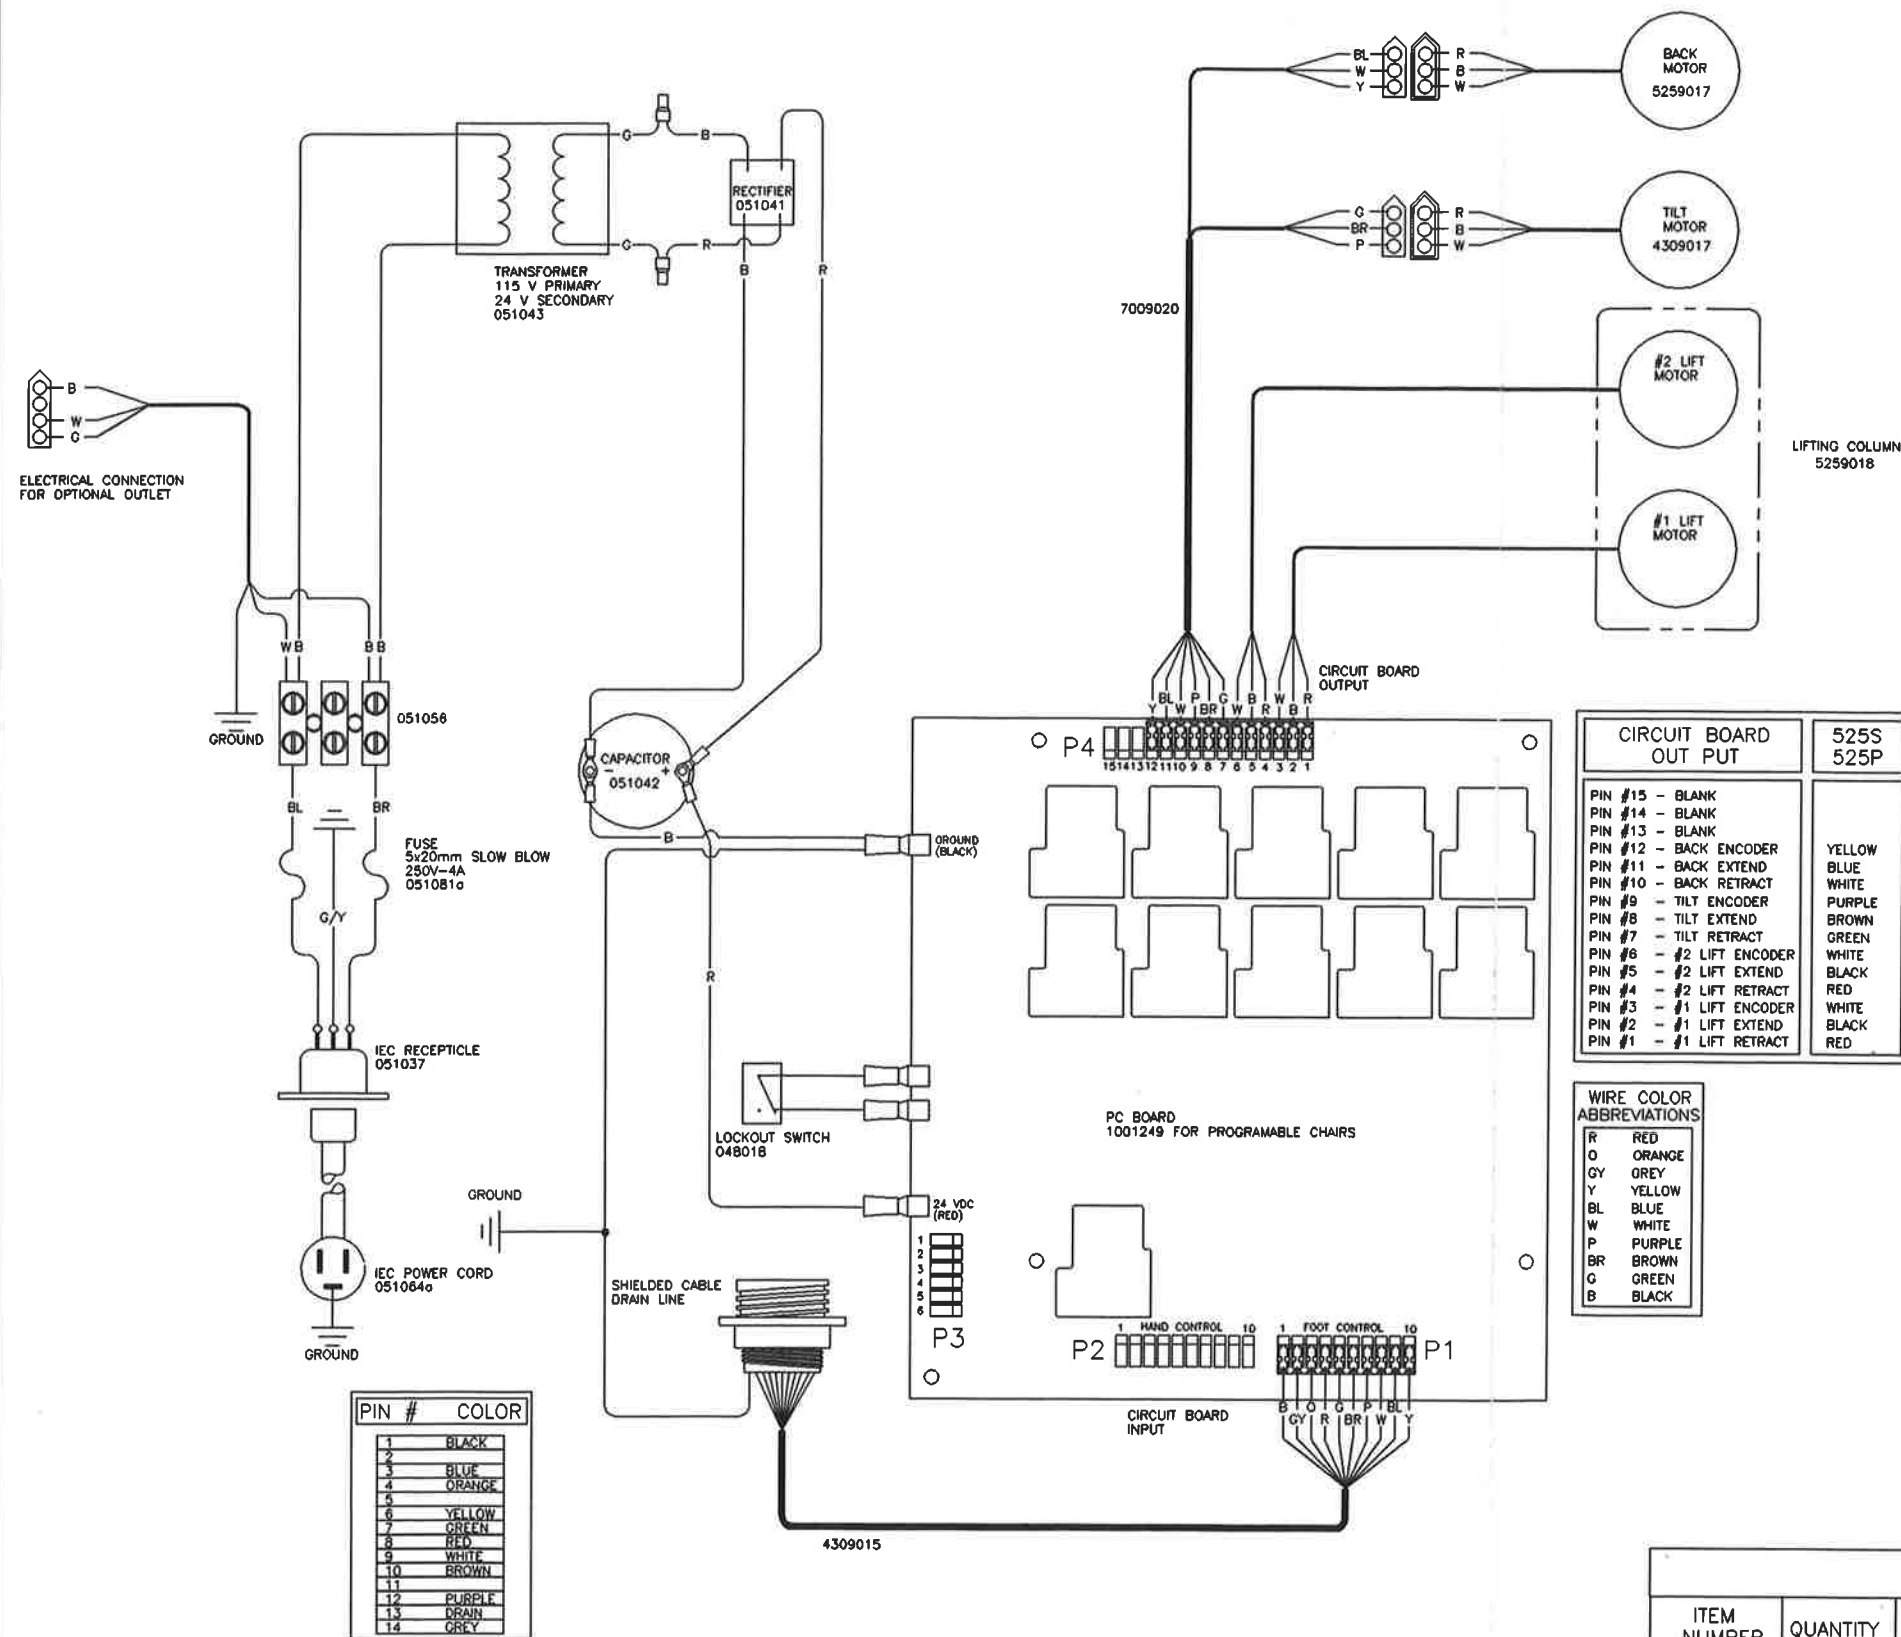 BL
W
Y
R
B
W
BACK
MOTOR
5259017
G
B
R
RECTIFIER
051041
G
R
B
R
TRANSFORMER
115 V PRIMARY
24 V SECONDARY
051043
G
BR
P
R
B
W
TILT
MOTOR
4309017
7009020
#2 LIFT
MOTOR
LIFTING COLUMN
5259018
#1 LIFT
MOTOR
B
W
G
ELECTRICAL CONNECTION
FOR OPTIONAL OUTLET
W B
B B
051056
GROUND
BL
BR
G/Y
FUSE
5x20mm SLOW BLOW
250V-4A
051081a
CAPACITOR
- +
051042
B
R
CIRCUIT BOARD
OUTPUT
Y BL W P BR G W B R W B R
P4
15 14 13 12 11 10 9 8 7 6 5 4 3 2 1
GROUND
(BLACK)
CIRCUIT BOARD
OUT PUT
525S
525P
PIN #15 - BLANK
PIN #14 - BLANK
PIN #13 - BLANK
PIN #12 - BACK ENCODER YELLOW
PIN #11 - BACK EXTEND BLUE
PIN #10 - BACK RETRACT WHITE
PIN #9 - TILT ENCODER PURPLE
PIN #8 - TILT EXTEND BROWN
PIN #7 - TILT RETRACT GREEN
PIN #6 - #2 LIFT ENCODER WHITE
PIN #5 - #2 LIFT EXTEND BLACK
PIN #4 - #2 LIFT RETRACT RED
PIN #3 - #1 LIFT ENCODER WHITE
PIN #2 - #1 LIFT EXTEND BLACK
PIN #1 - #1 LIFT RETRACT RED
IEC RECEPTICLE
051037
LOCKOUT SWITCH
048018
PC BOARD
1001249 FOR PROGRAMABLE CHAIRS
WIRE COLOR
ABBREVIATIONS
R RED
O ORANGE
GY GREY
Y YELLOW
BL BLUE
W WHITE
P PURPLE
BR BROWN
G GREEN
B BLACK
24 VDC
(RED)
GROUND
1
2
3
4
5
6
P3
IEC POWER CORD
051064a
GROUND
SHIELDED CABLE
DRAIN LINE
P2
1 HAND CONTROL 10
1 FOOT CONTROL 10
P1
B GY O R G BR P W BL Y
CIRCUIT BOARD
INPUT
4309015
PIN # COLOR
1 BLACK
2
3 BLUE
4 ORANGE
5
6 YELLOW
7 GREEN
8 RED
9 WHITE
10 BROWN
11
12 PURPLE
13 DRAIN
14 GREY
ITEM
NUMBER
QUANTITY